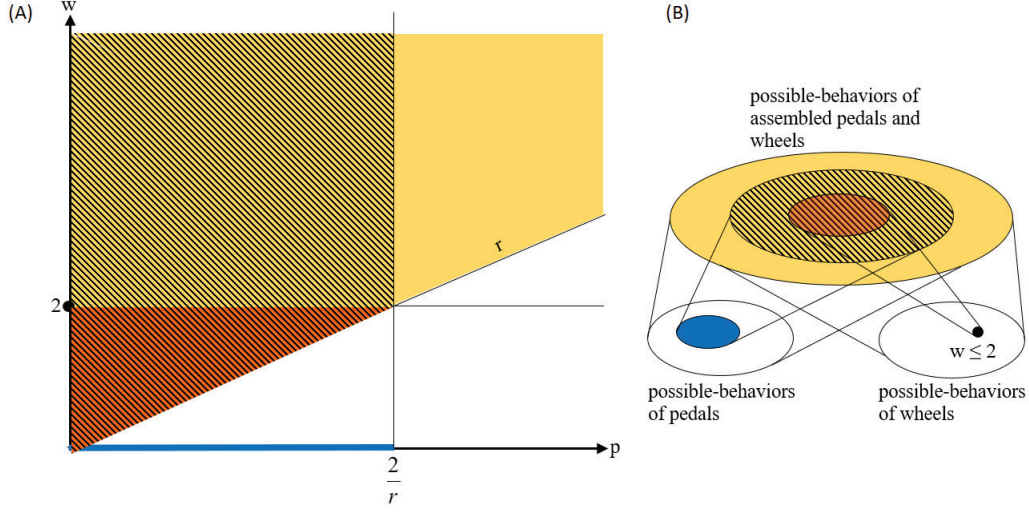 (A)
w
r
2
p
2
r
(B)
possible-behaviors of
assembled pedals and
wheels
w ≤ 2
possible-behaviors
of pedals
possible-behaviors
of wheels